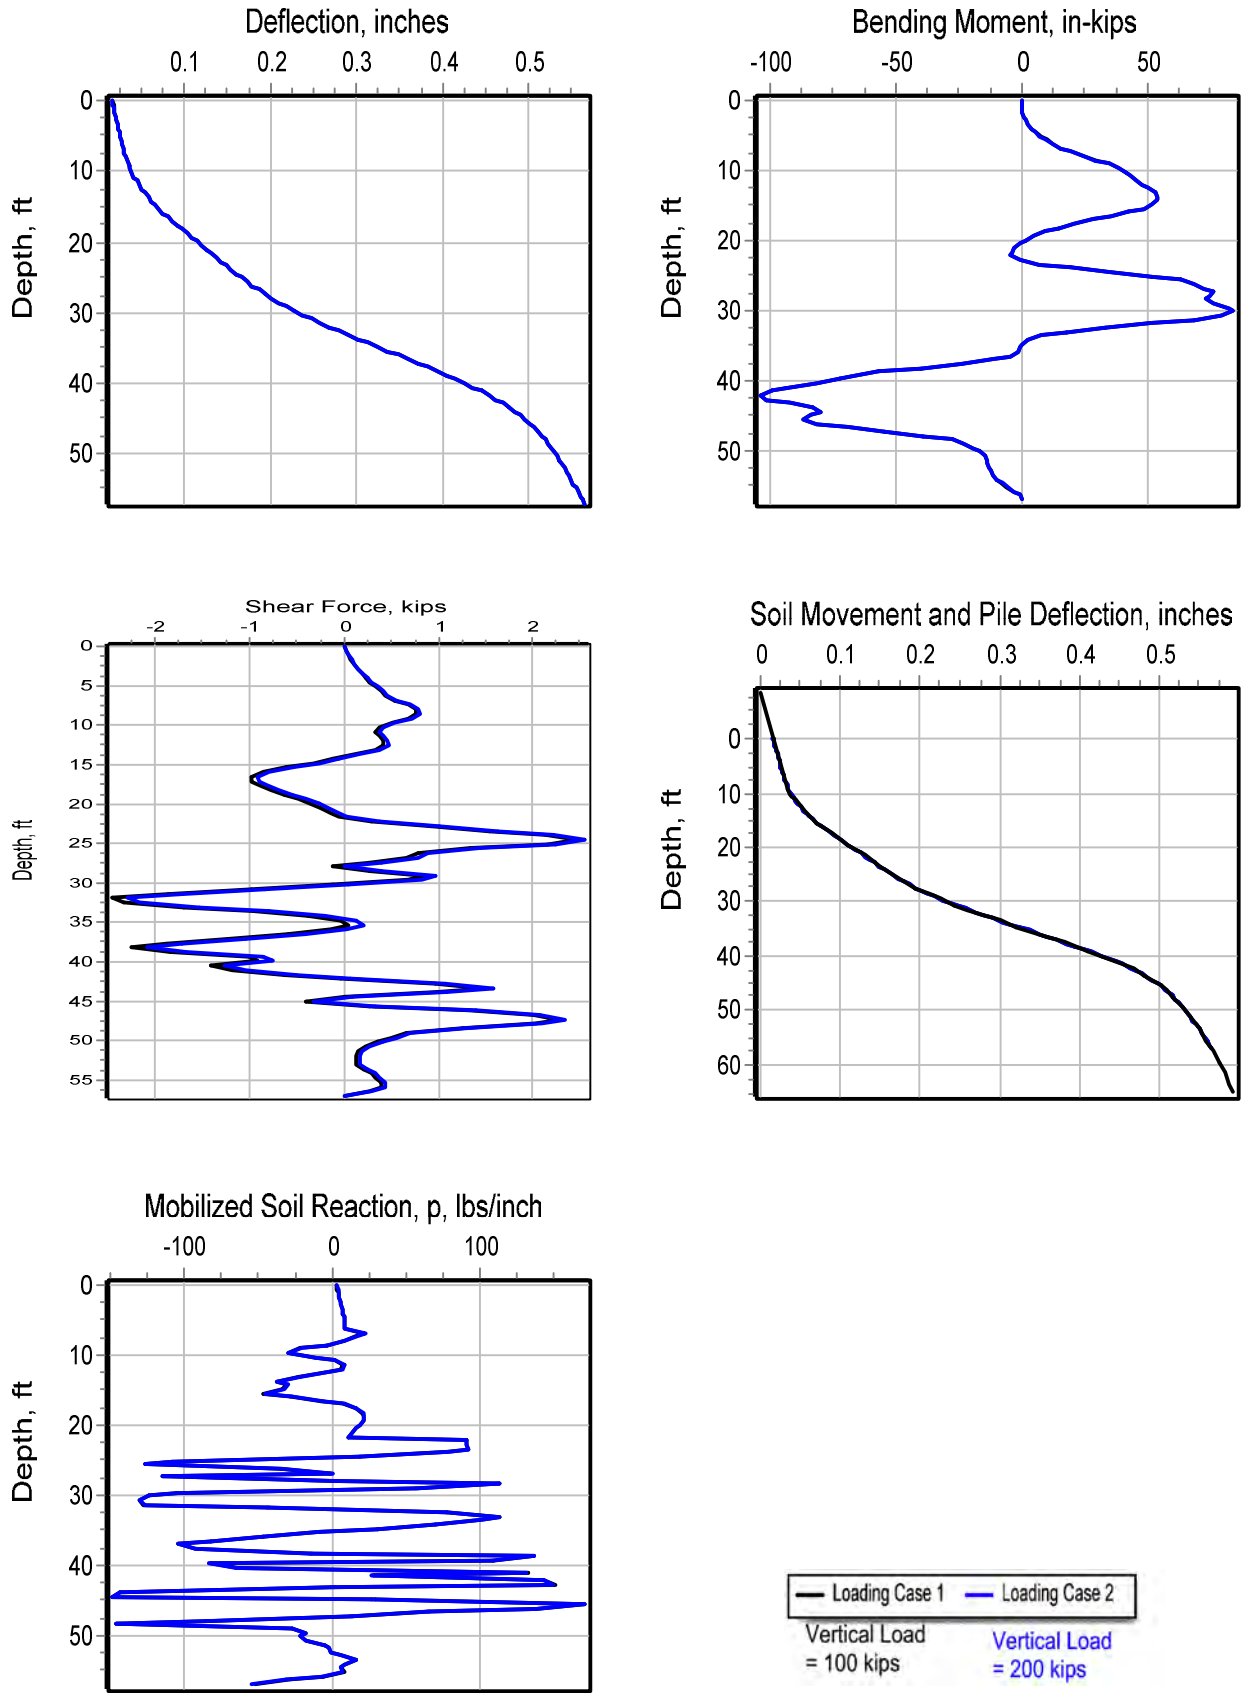 Deflection, inches
0.1 0.2 0.3 0.4 0.5
0
10
20
30
40
50
Depth, ft
Bending Moment, in-kips
-100 -50 0 50
0
10
20
30
40
50
Depth, ft
Shear Force, kips
-2 -1 0 1 2
0
5
10
15
20
25
30
35
40
45
50
55
Depth, ft
Soil Movement and Pile Deflection, inches
0 0.1 0.2 0.3 0.4 0.5
0
10
20
30
40
50
60
Depth, ft
Mobilized Soil Reaction, p, lbs/inch
-100 0 100
0
10
20
30
40
50
Depth, ft
Loading Case 1 Loading Case 2
Vertical Load
= 100 kips
Vertical Load
= 200 kips